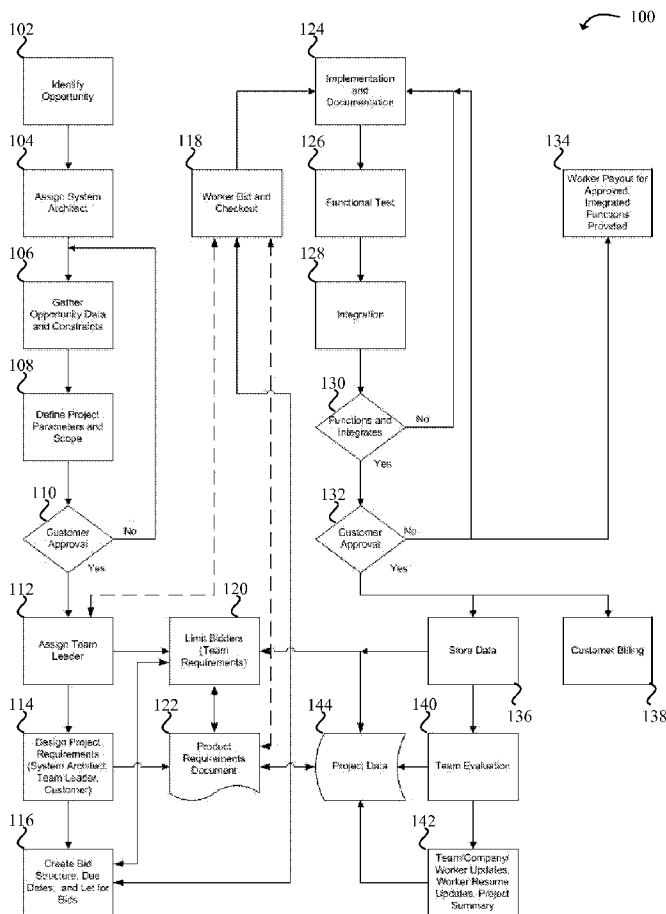 100
102
Identify
Opportunity
104
Assign System
Architect
106
Gather
Opportunity Data
and Constraints
108
Define Project
Parameters and
Scope
110
Customer
Approval
No
Yes
112
Assign Team
Leader
114
Design Project
Requirements
(System Architect,
Team Leader,
Customer)
116
Create Bid
Structure, Due
Dates, and Let for
Bids
118
Worker Bid and
Checkout
120
Limit Bidders
(Team
Requirements)
122
Product
Requirements
Document
124
Implementation
and
Documentation
126
Functional Test
128
Integration
130
Functions and
Integrates
No
Yes
132
Customer
Approval
No
Yes
134
Worker Payout for
Approved,
Integrated
Functions
Provided
Store Data
136
Customer Billing
138
140
Team Evaluation
144
Project Data
142
Team/Company/
Worker Updates,
Worker Resume
Updates, Project
Summary